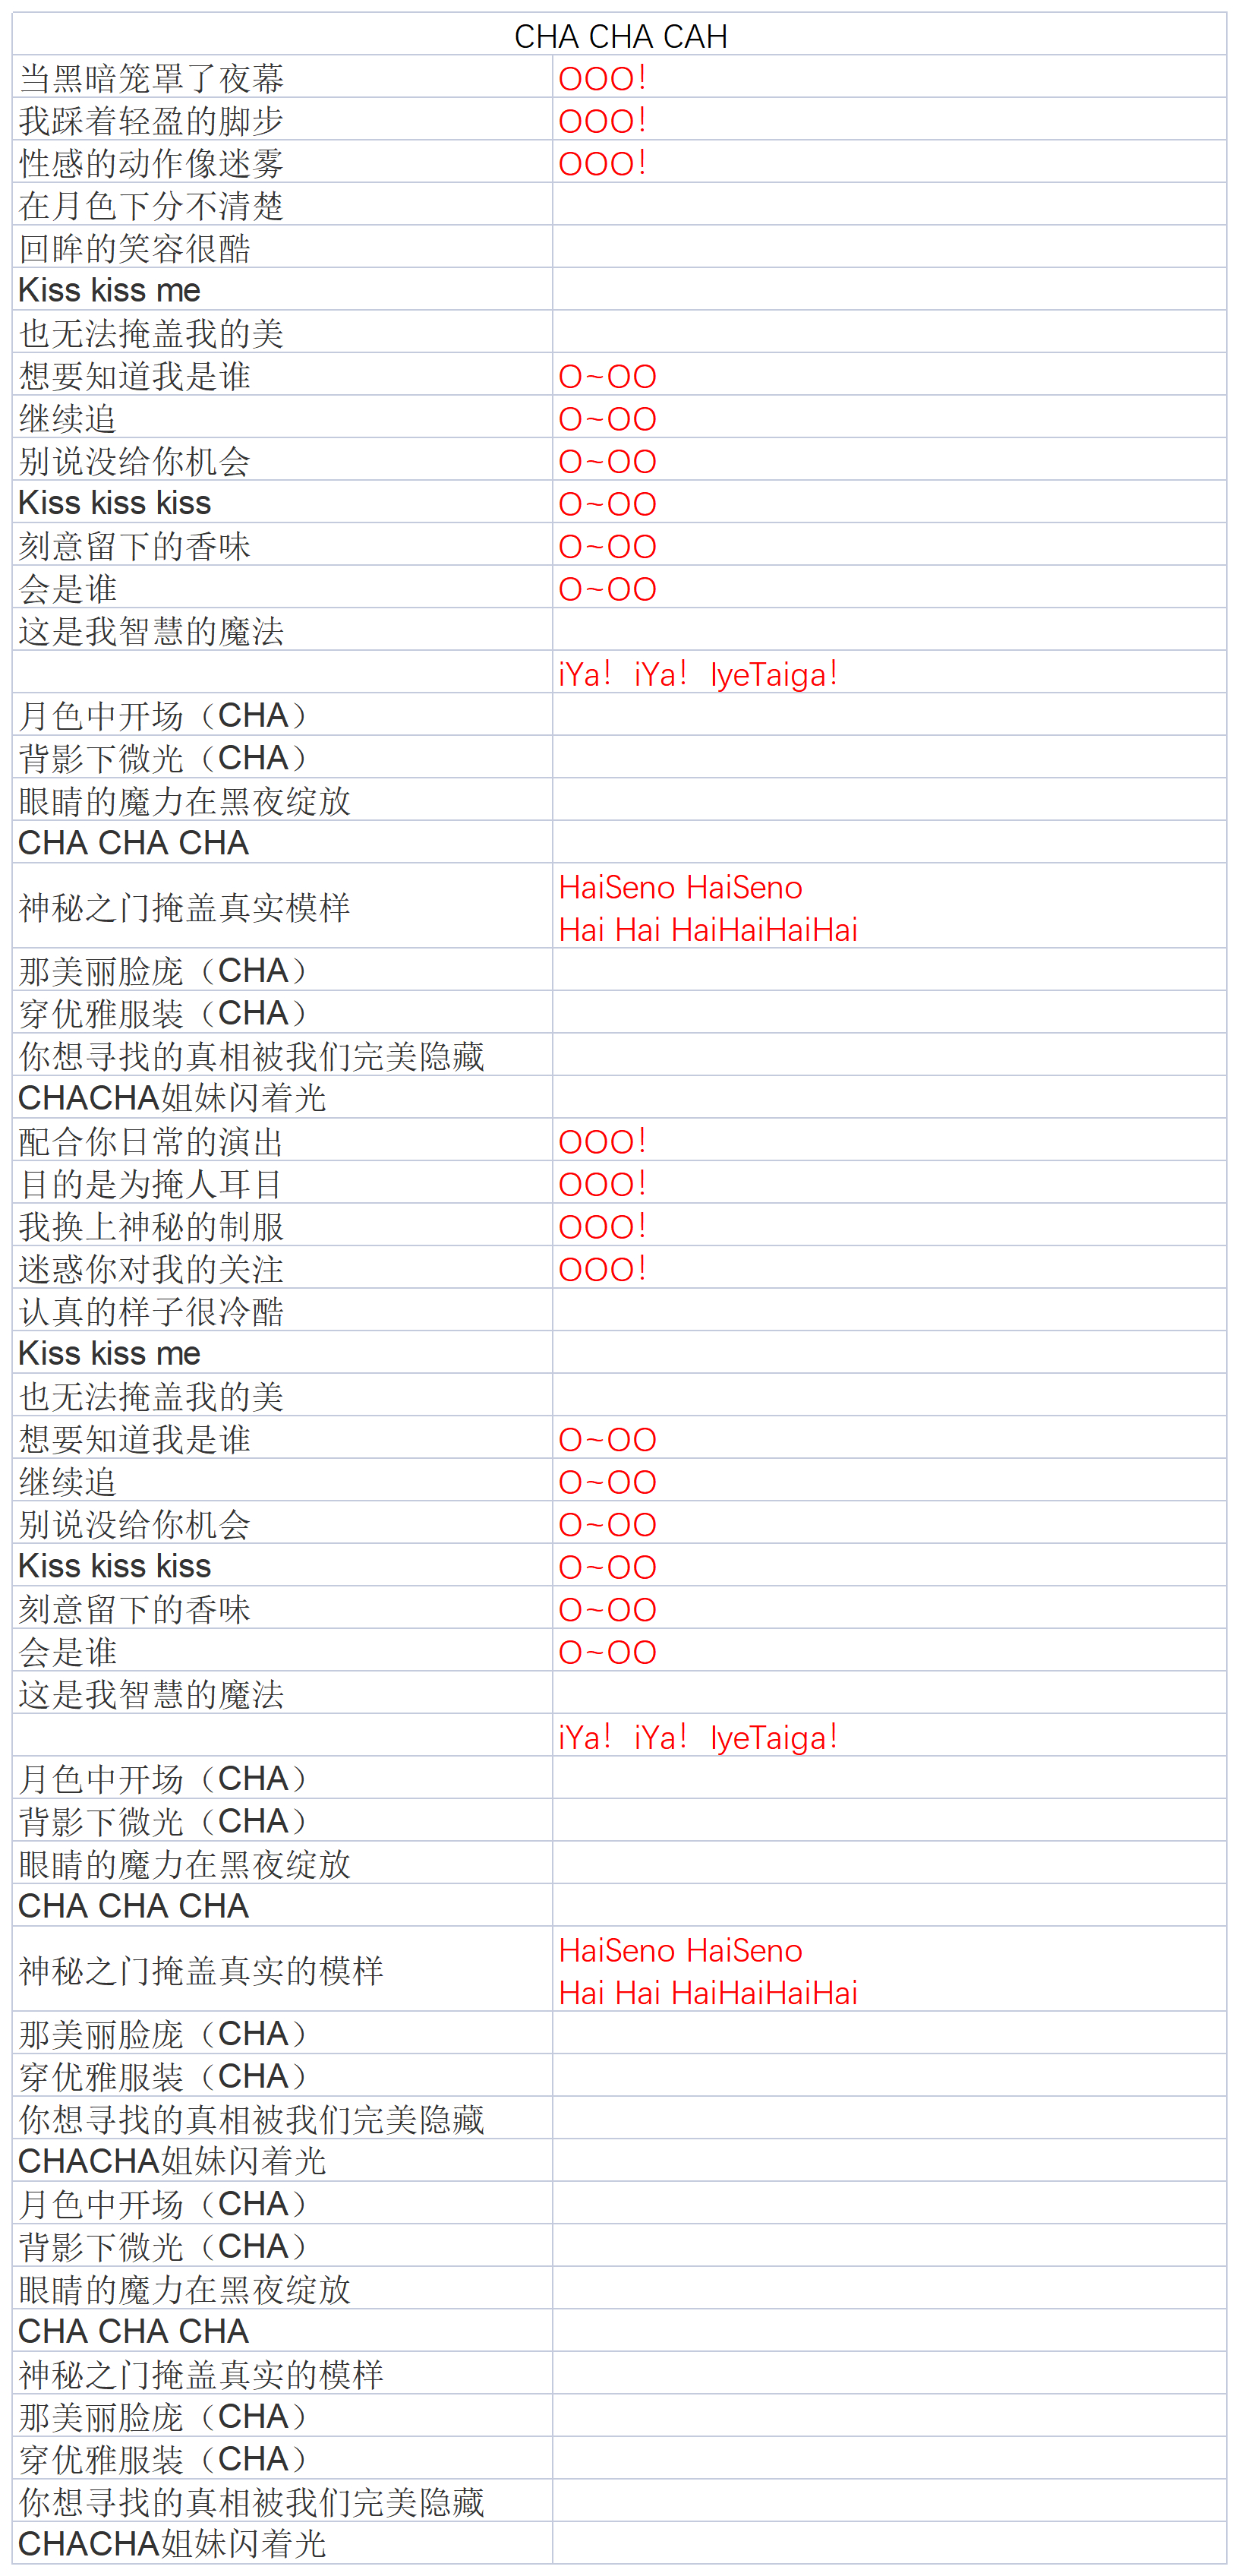 CHA CHA CAH
当黑暗笼罩了夜幕 OOO！
我踩着轻盈的脚步 OOO！
性感的动作像迷雾 OOO！
在月色下分不清楚
回眸的笑容很酷
Kiss kiss me
也无法掩盖我的美
想要知道我是谁 O~OO
继续追 O~OO
别说没给你机会 O~OO
Kiss kiss kiss O~OO
刻意留下的香味 O~OO
会是谁 O~OO
这是我智慧的魔法
iYa！iYa！IyeTaiga！
月色中开场（CHA）
背影下微光（CHA）
眼睛的魔力在黑夜绽放
CHA CHA CHA
神秘之门掩盖真实模样 HaiSeno HaiSeno
Hai Hai HaiHaiHaiHai
那美丽脸庞（CHA）
穿优雅服装（CHA）
你想寻找的真相被我们完美隐藏
CHACHA姐妹闪着光
配合你日常的演出 OOO！
目的是为掩人耳目 OOO！
我换上神秘的制服 OOO！
迷惑你对我的关注 OOO！
认真的样子很冷酷
Kiss kiss me
也无法掩盖我的美
想要知道我是谁 O~OO
继续追 O~OO
别说没给你机会 O~OO
Kiss kiss kiss O~OO
刻意留下的香味 O~OO
会是谁 O~OO
这是我智慧的魔法
iYa！iYa！IyeTaiga！
月色中开场（CHA）
背影下微光（CHA）
眼睛的魔力在黑夜绽放
CHA CHA CHA
神秘之门掩盖真实的模样 HaiSeno HaiSeno
Hai Hai HaiHaiHaiHai
那美丽脸庞（CHA）
穿优雅服装（CHA）
你想寻找的真相被我们完美隐藏
CHACHA姐妹闪着光
月色中开场（CHA）
背影下微光（CHA）
眼睛的魔力在黑夜绽放
CHA CHA CHA
神秘之门掩盖真实的模样
那美丽脸庞（CHA）
穿优雅服装（CHA）
你想寻找的真相被我们完美隐藏
CHACHA姐妹闪着光